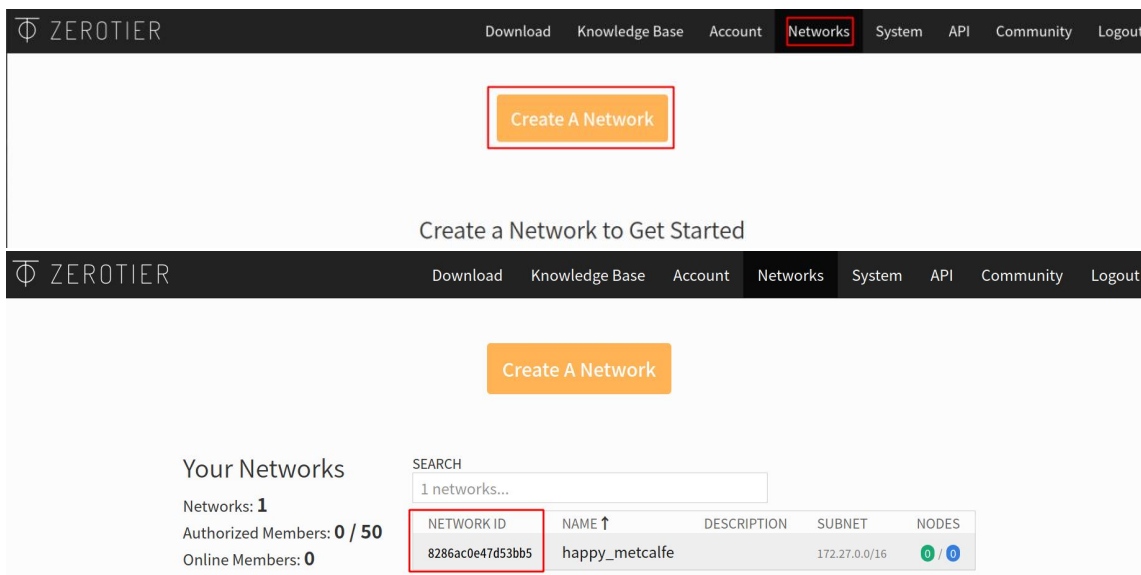 ZEROTIER Download Knowledge Base Account Networks System API Community Logout
Create A Network
Create a Network to Get Started
ZEROTIER Download Knowledge Base Account Networks System API Community Logout
Create A Network
Your Networks
Networks: 1
Authorized Members: 0 / 50
Online Members: 0
SEARCH
1 networks...
NETWORK ID NAME↑ DESCRIPTION SUBNET NODES
8286ac0e47d53bb5 happy_metcalfe 172.27.0.0/16 0 / 0